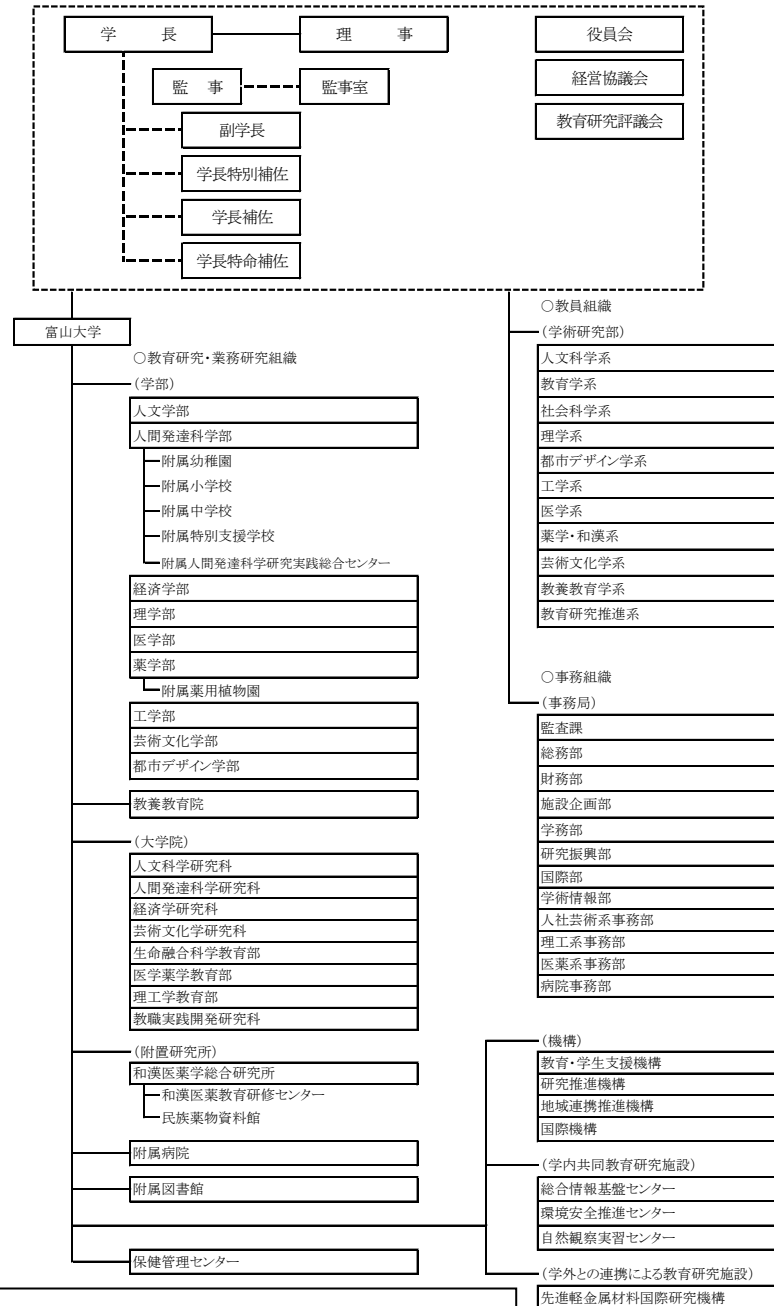 学　長
理　事
役員会
監　事
監事室
経営協議会
副学長
教育研究評議会
学長特別補佐
学長補佐
学長特命補佐
富山大学
○教育研究・業務研究組織
(学部)
人文学部
人間発達科学部
附属幼稚園
附属小学校
附属中学校
附属特別支援学校
附属人間発達科学研究実践総合センター
経済学部
理学部
医学部
薬学部
附属薬用植物園
工学部
芸術文化学部
都市デザイン学部
教養教育院
(大学院)
人文科学研究科
人間発達科学研究科
経済学研究科
芸術文化学研究科
生命融合科学教育部
医学薬学教育部
理工学教育部
教職実践開発研究科
(附置研究所)
和漢医薬学総合研究所
和漢医薬教育研修センター
民族薬物資料館
附属病院
附属図書館
保健管理センター
○教員組織
(学術研究部)
人文科学系
教育学系
社会科学系
理学系
都市デザイン学系
工学系
医学系
薬学・和漢系
芸術文化学系
教養教育学系
教育研究推進系
○事務組織
(事務局)
監査課
総務部
財務部
施設企画部
学務部
研究振興部
国際部
学術情報部
人社芸術系事務部
理工系事務部
医薬系事務部
病院事務部
(機構)
教育・学生支援機構
研究推進機構
地域連携推進機構
国際機構
(学内共同教育研究施設)
総合情報基盤センター
環境安全推進センター
自然観察実習センター
(学外との連携による教育研究施設)
先進軽金属材料国際研究機構